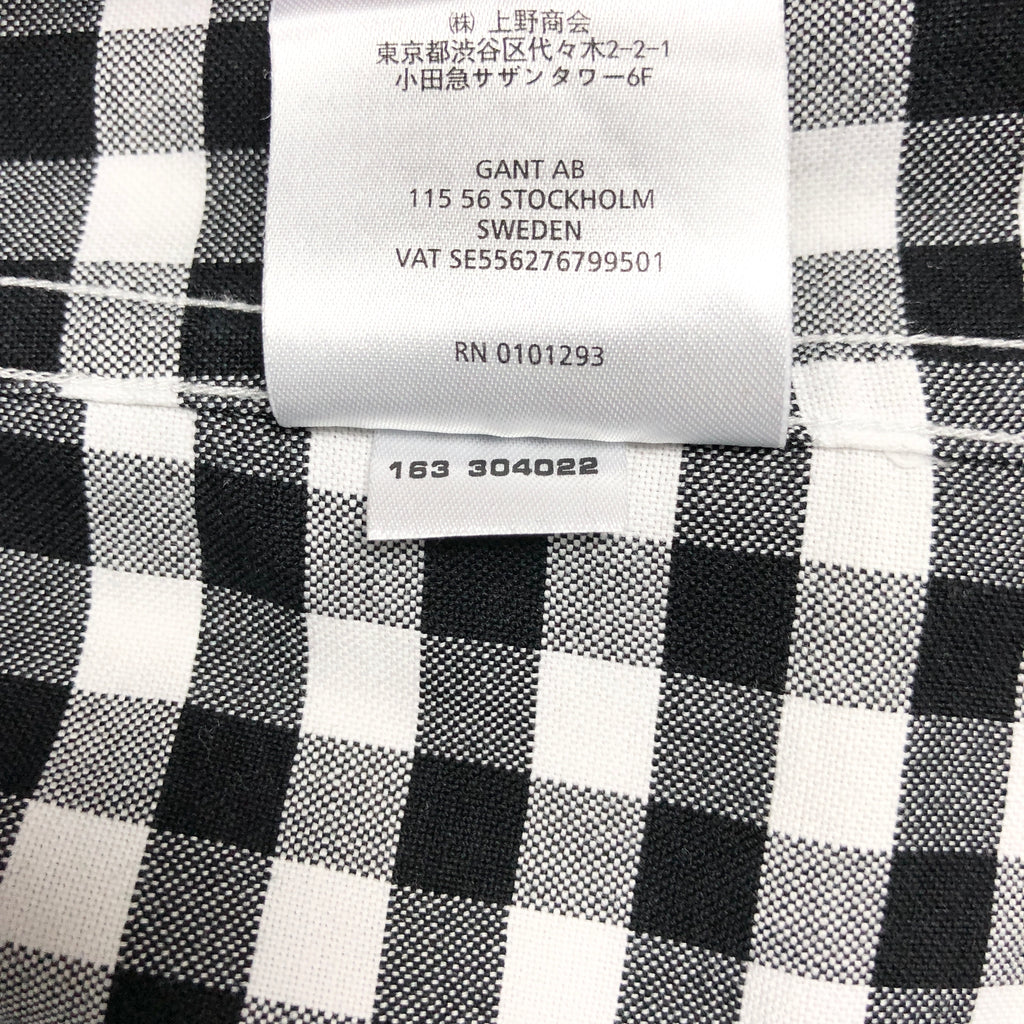 (株) 上野商会
東京都渋谷区代々木2-2-1
小田急サザンタワー6F
GANT AB
115 56 STOCKHOLM
SWEDEN
VAT SE556276799501
RN 0101293
163 304022